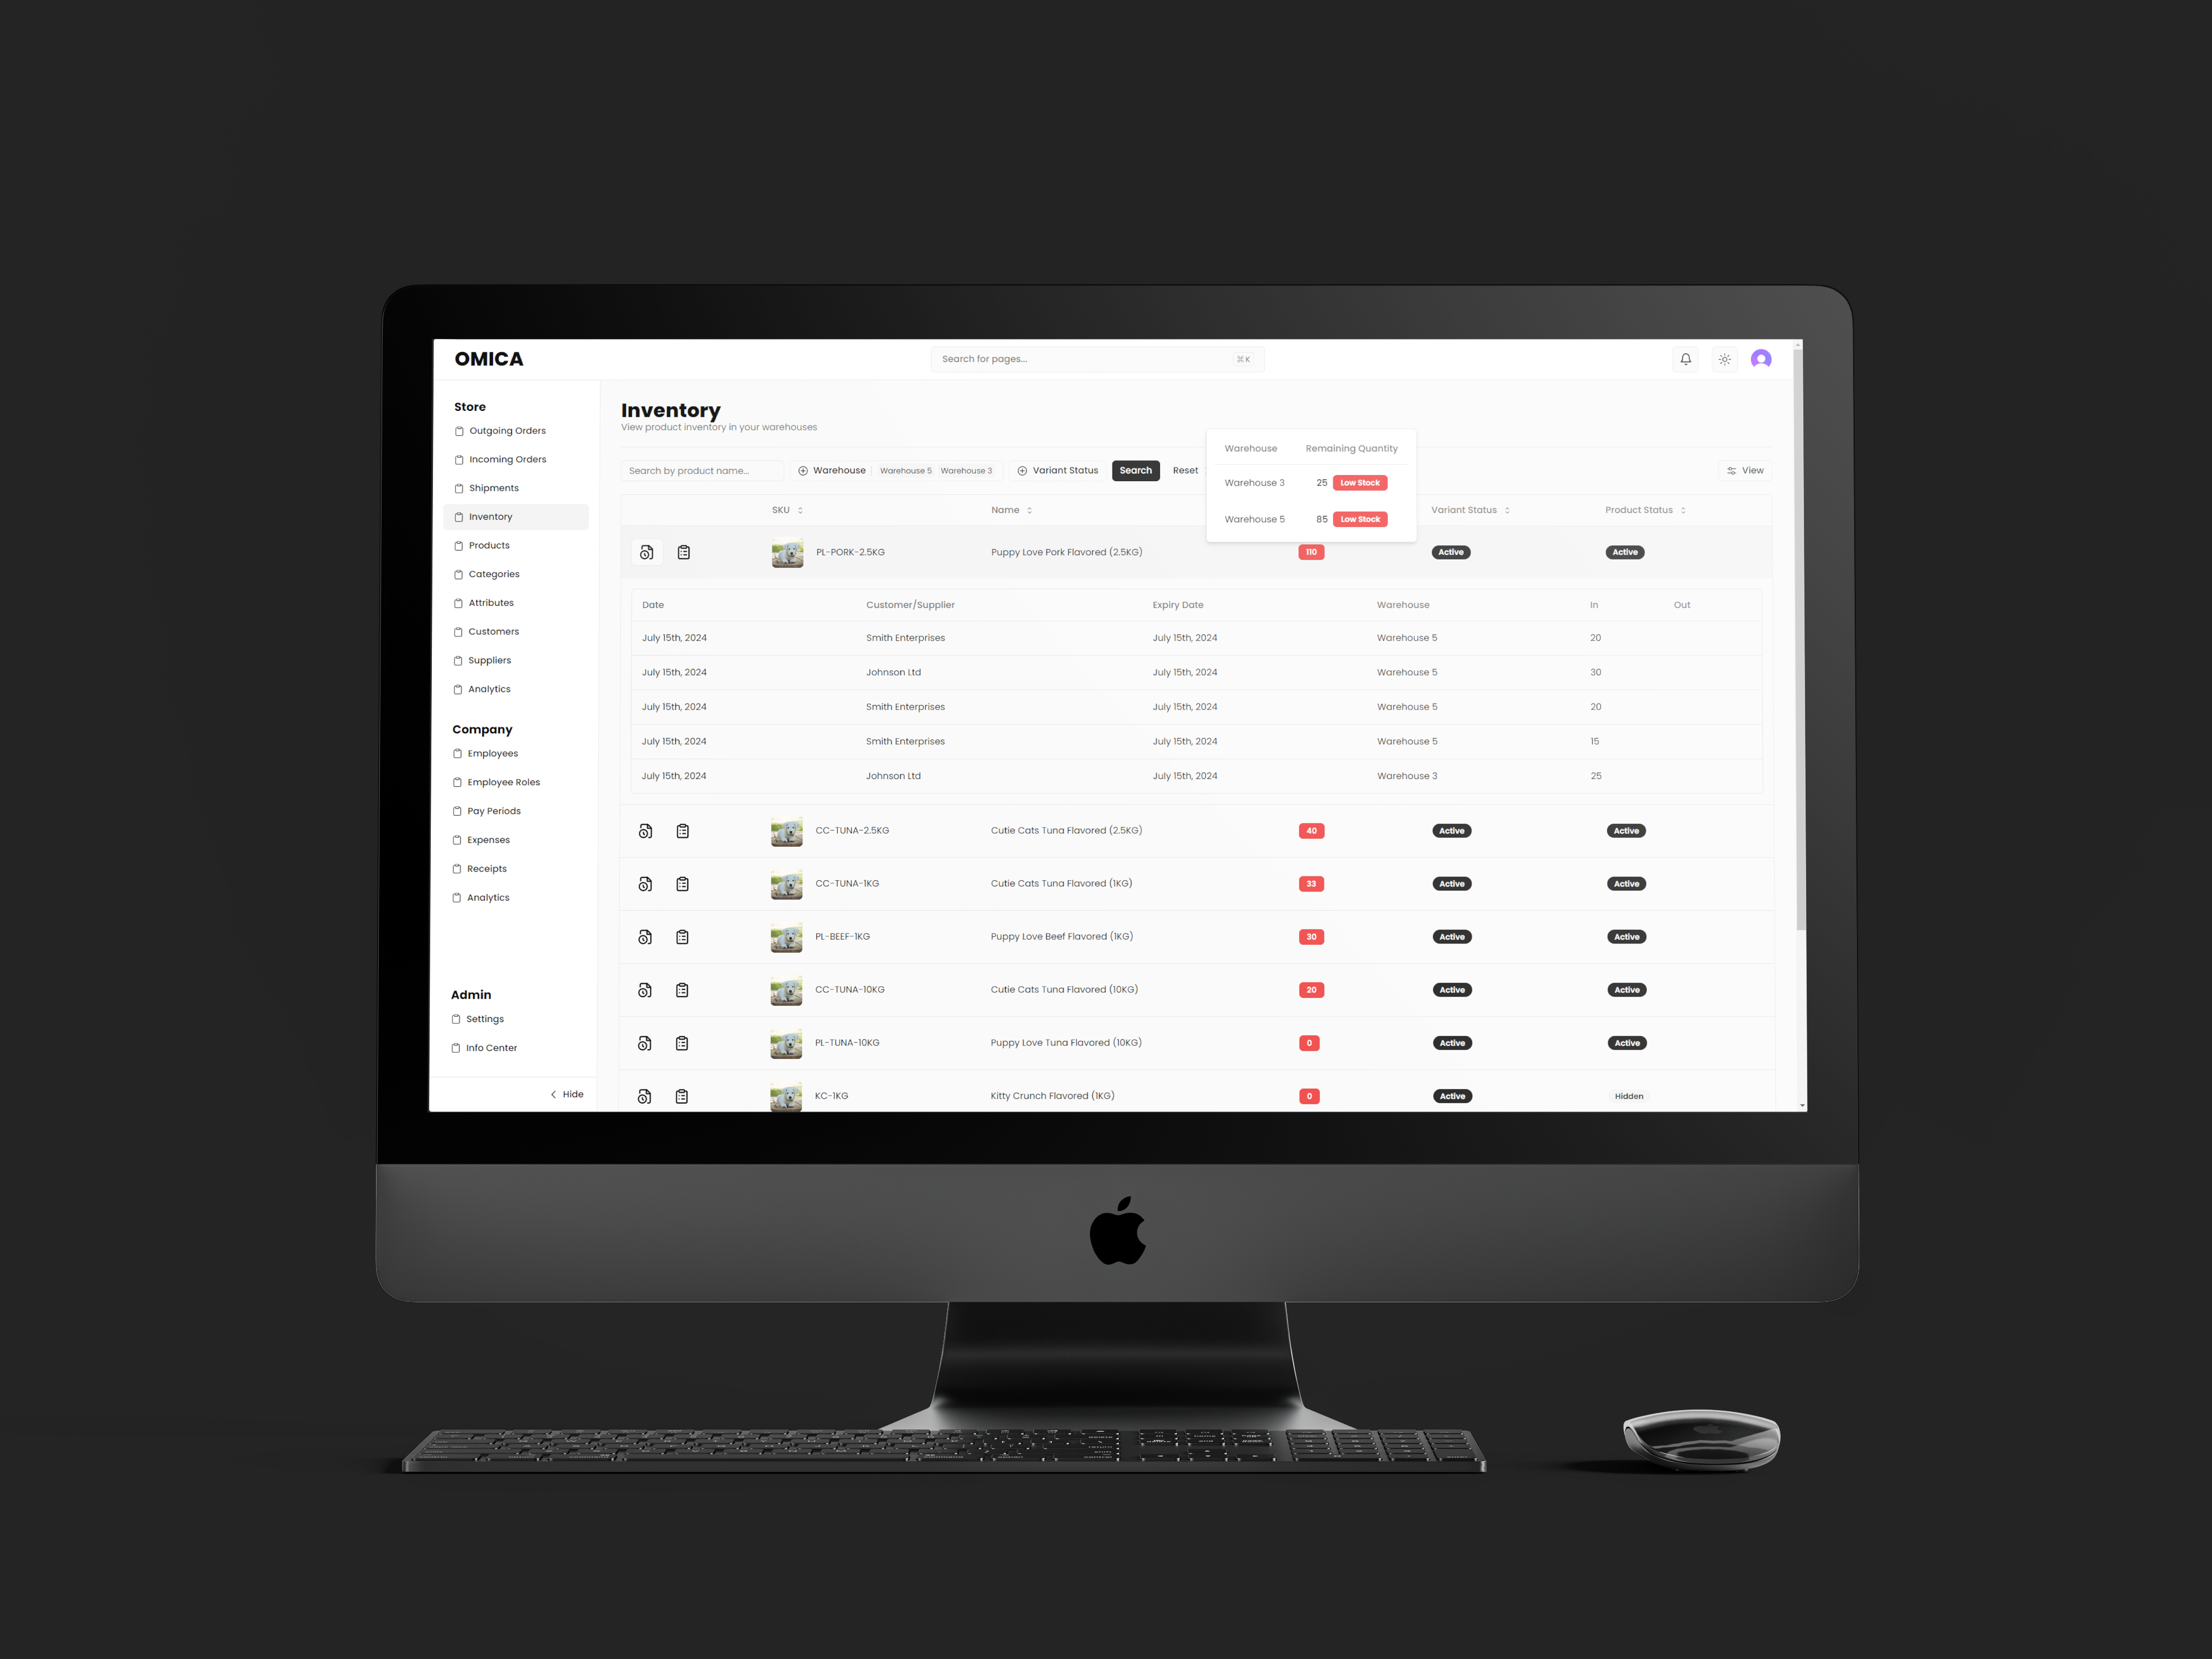 OMICA
Search for pages...
⌘K
Store
Outgoing Orders
Incoming Orders
Shipments
Inventory
Products
Categories
Attributes
Customers
Suppliers
Analytics
Company
Employees
Employee Roles
Pay Periods
Expenses
Receipts
Analytics
Admin
Settings
Info Center
Hide
Inventory
View product inventory in your warehouses
Search by product name... Warehouse Warehouse 5 Warehouse 3 Variant Status Search Reset View
Warehouse Remaining Quantity
Warehouse 3 25 Low Stock
Warehouse 5 85 Low Stock
SKU Name Variant Status Product Status
PL-PORK-2.5KG Puppy Love Pork Flavored (2.5KG) 110 Active Active
Date Customer/Supplier Expiry Date Warehouse In Out
July 15th, 2024 Smith Enterprises July 15th, 2024 Warehouse 5 20
July 15th, 2024 Johnson Ltd July 15th, 2024 Warehouse 5 30
July 15th, 2024 Smith Enterprises July 15th, 2024 Warehouse 5 20
July 15th, 2024 Smith Enterprises July 15th, 2024 Warehouse 5 15
July 15th, 2024 Johnson Ltd July 15th, 2024 Warehouse 3 25
CC-TUNA-2.5KG Cutie Cats Tuna Flavored (2.5KG) 40 Active Active
CC-TUNA-1KG Cutie Cats Tuna Flavored (1KG) 33 Active Active
PL-BEEF-1KG Puppy Love Beef Flavored (1KG) 30 Active Active
CC-TUNA-10KG Cutie Cats Tuna Flavored (10KG) 20 Active Active
PL-TUNA-10KG Puppy Love Tuna Flavored (10KG) 0 Active Active
KC-1KG Kitty Crunch Flavored (1KG) 0 Active Hidden